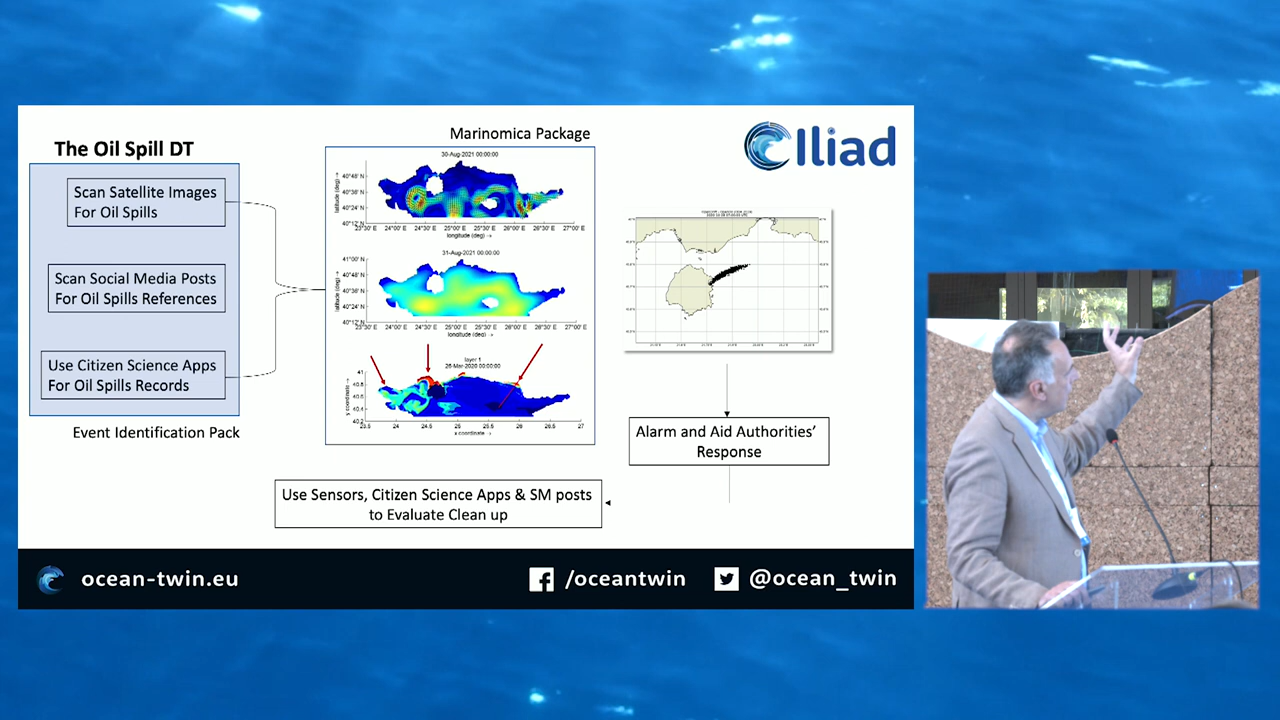 The Oil Spill DT
Scan Satellite Images
For Oil Spills
Scan Social Media Posts
For Oil Spills References
Use Citizen Science Apps
For Oil Spills Records
Event Identification Pack
Marinomica Package
30-Aug-2021 00:00:00
latitude (deg) →
40°48' N
40°36' N
40°24' N
40°12' N
23°30' E 24°00' E 24°30' E 25°00' E 25°30' E 26°00' E 26°30' E 27°00' E
longitude (deg) →
31-Aug-2021 00:00:00
latitude (deg) →
41°00' N
40°48' N
40°36' N
40°24' N
40°12' N
23°30' E 24°00' E 24°30' E 25°00' E 25°30' E 26°00' E 26°30' E 27°00' E
longitude (deg) →
layer 1
26-Mar-2020 00:00:00
y coordinate →
41
40.8
40.6
40.4
40.2
23.5 24 24.5 25 25.5 26 26.5 27
x coordinate →
Iliad
Alarm and Aid Authorities'
Response
Use Sensors, Citizen Science Apps & SM posts
to Evaluate Clean up
ocean-twin.eu
/oceantwin
@ocean_twin